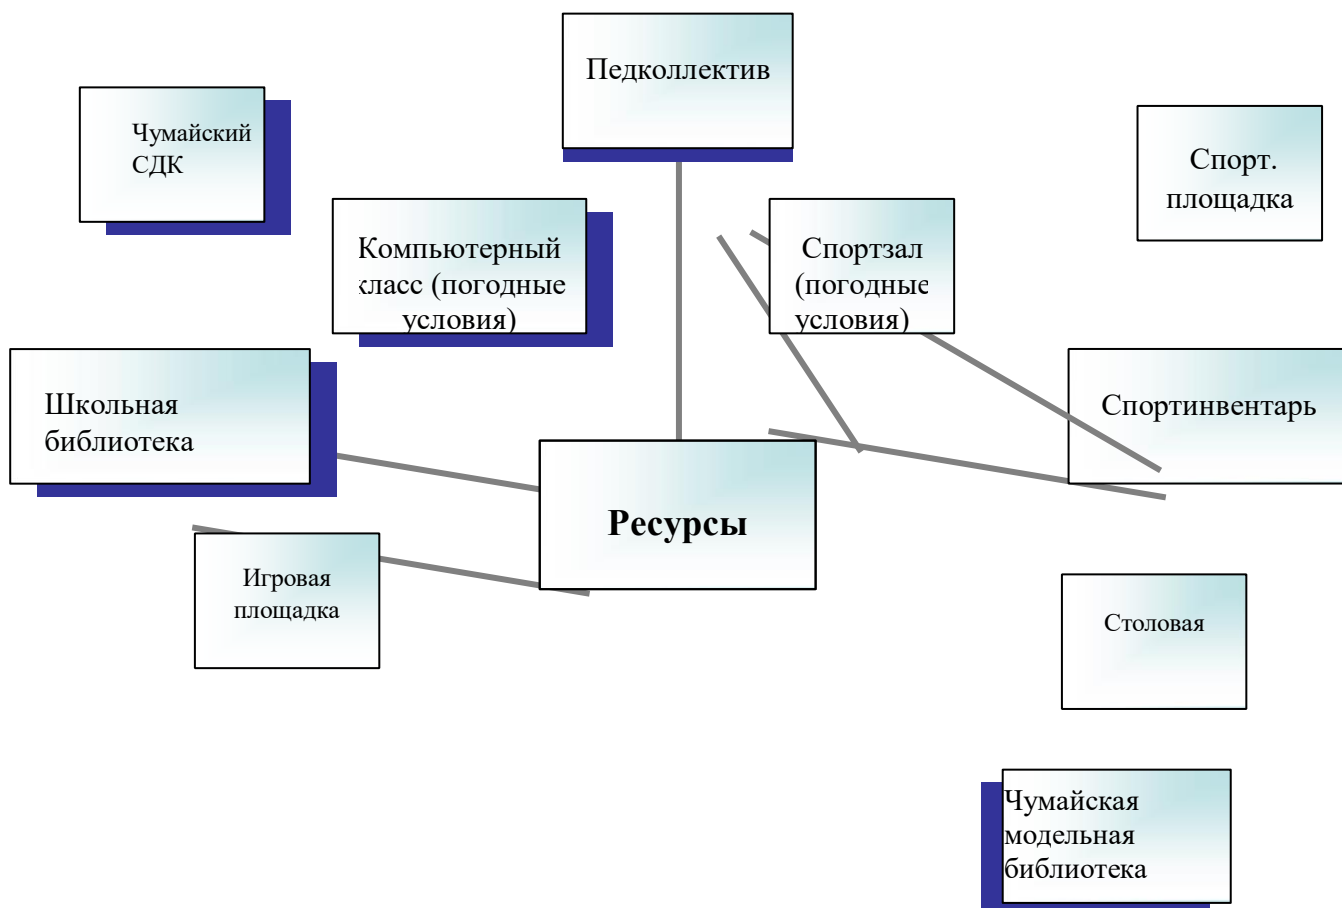 Педколлектив
Чумайский
СДК
Спорт.
площадка
Компьютерный
класс (погодные
условия)
Спортзал
(погодные
условия)
Школьная
библиотека
Спортинвентарь
Ресурсы
Игровая
площадка
Столовая
Чумайская
модельная
библиотека